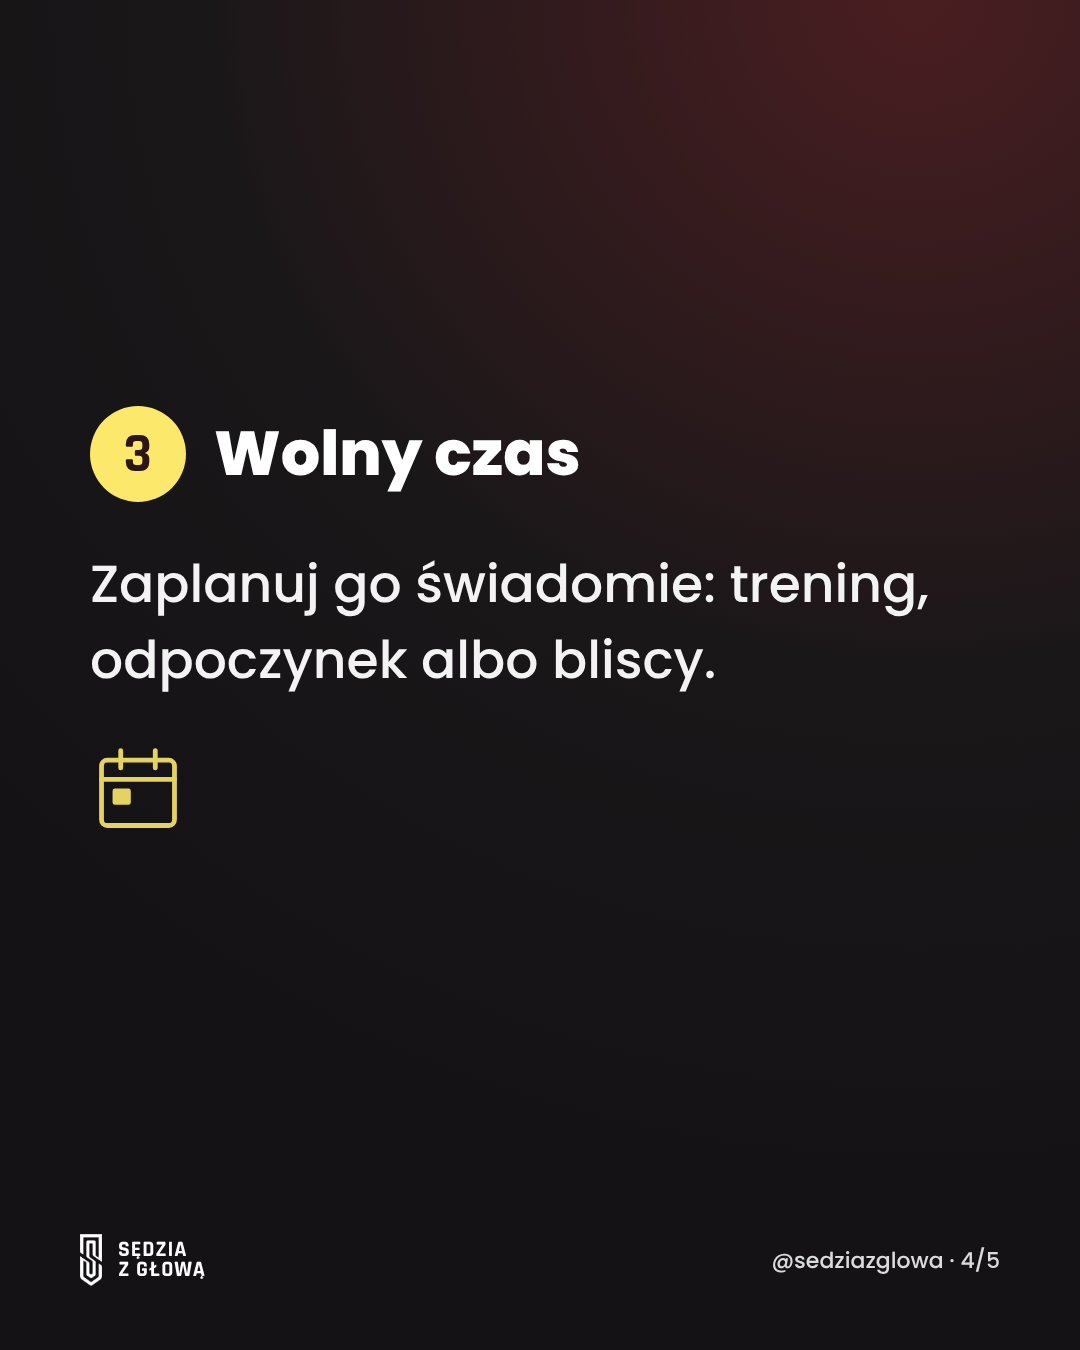 3 Wolny czas
Zaplanuj go świadomie: trening,
odpoczynek albo bliscy.
SĘDZIA
Z GŁOWĄ
@sedziazglowa · 4/5